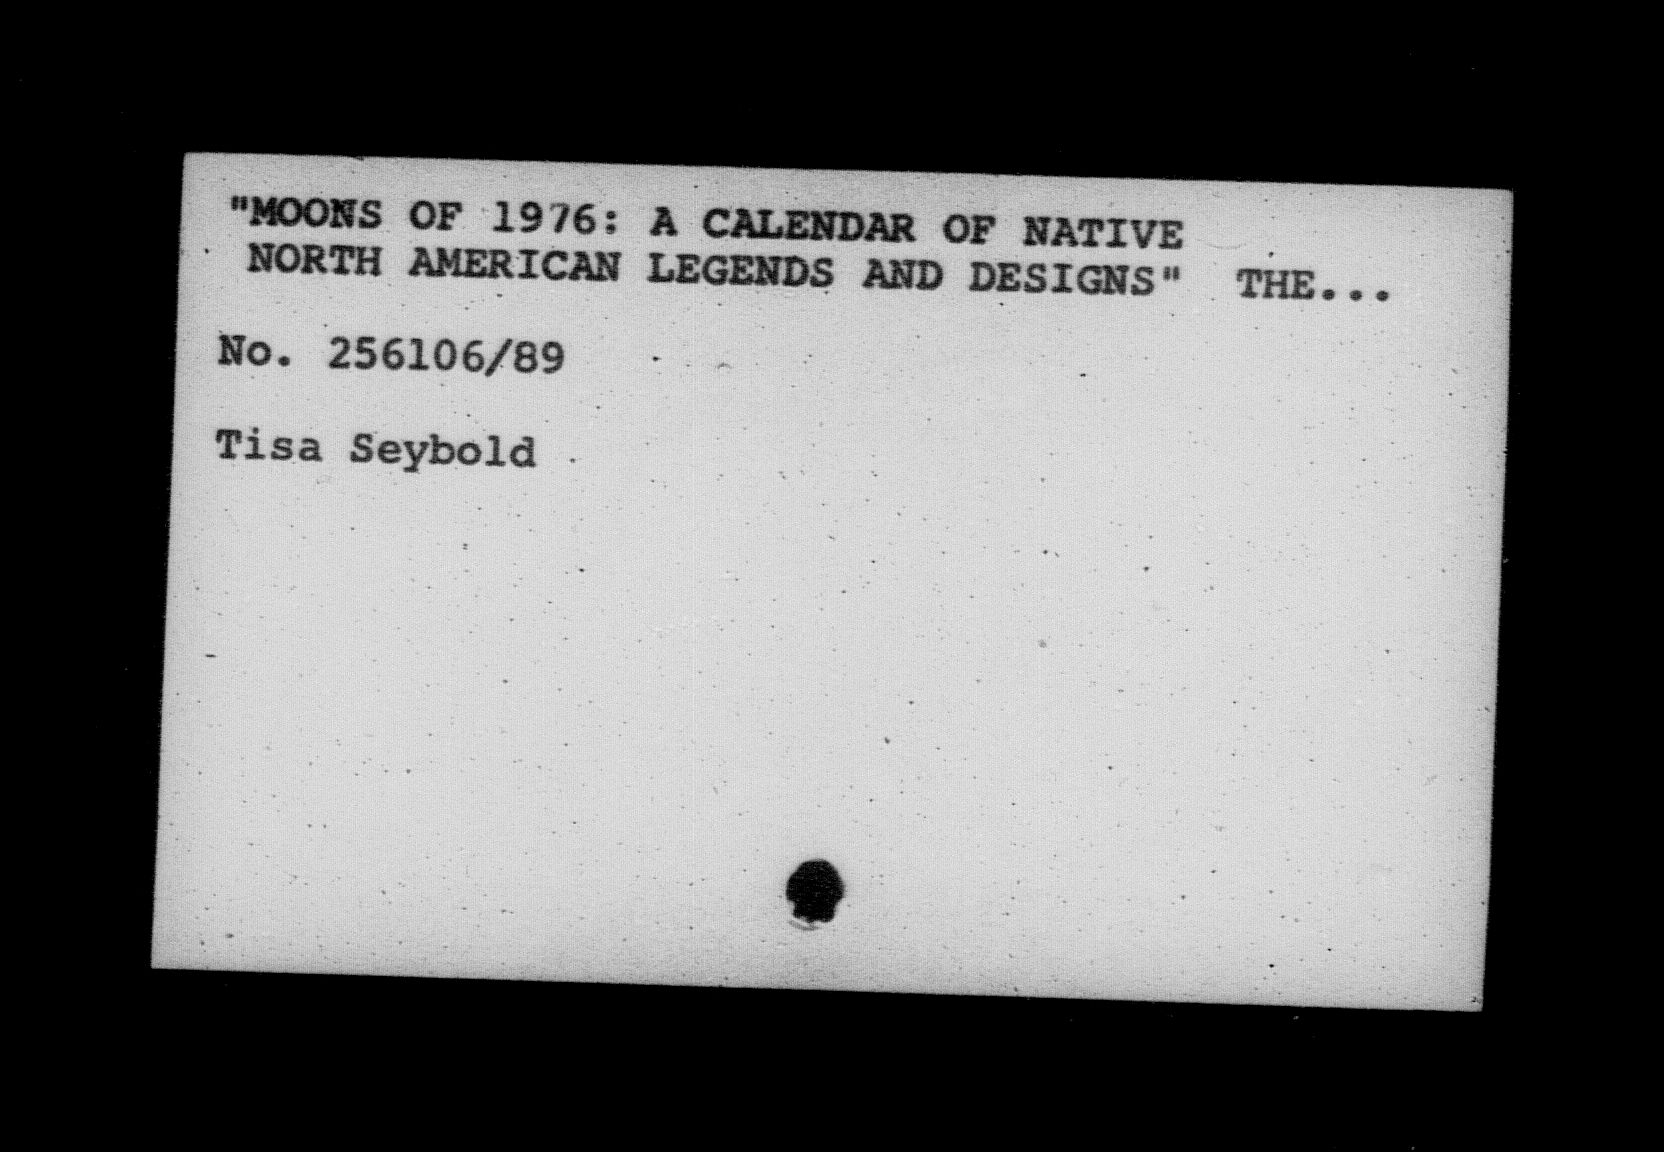 "MOONS OF 1976: A CALENDAR OF NATIVE
NORTH AMERICAN LEGENDS AND DESIGNS" THE...
No. 256106/89
Tisa Seybold